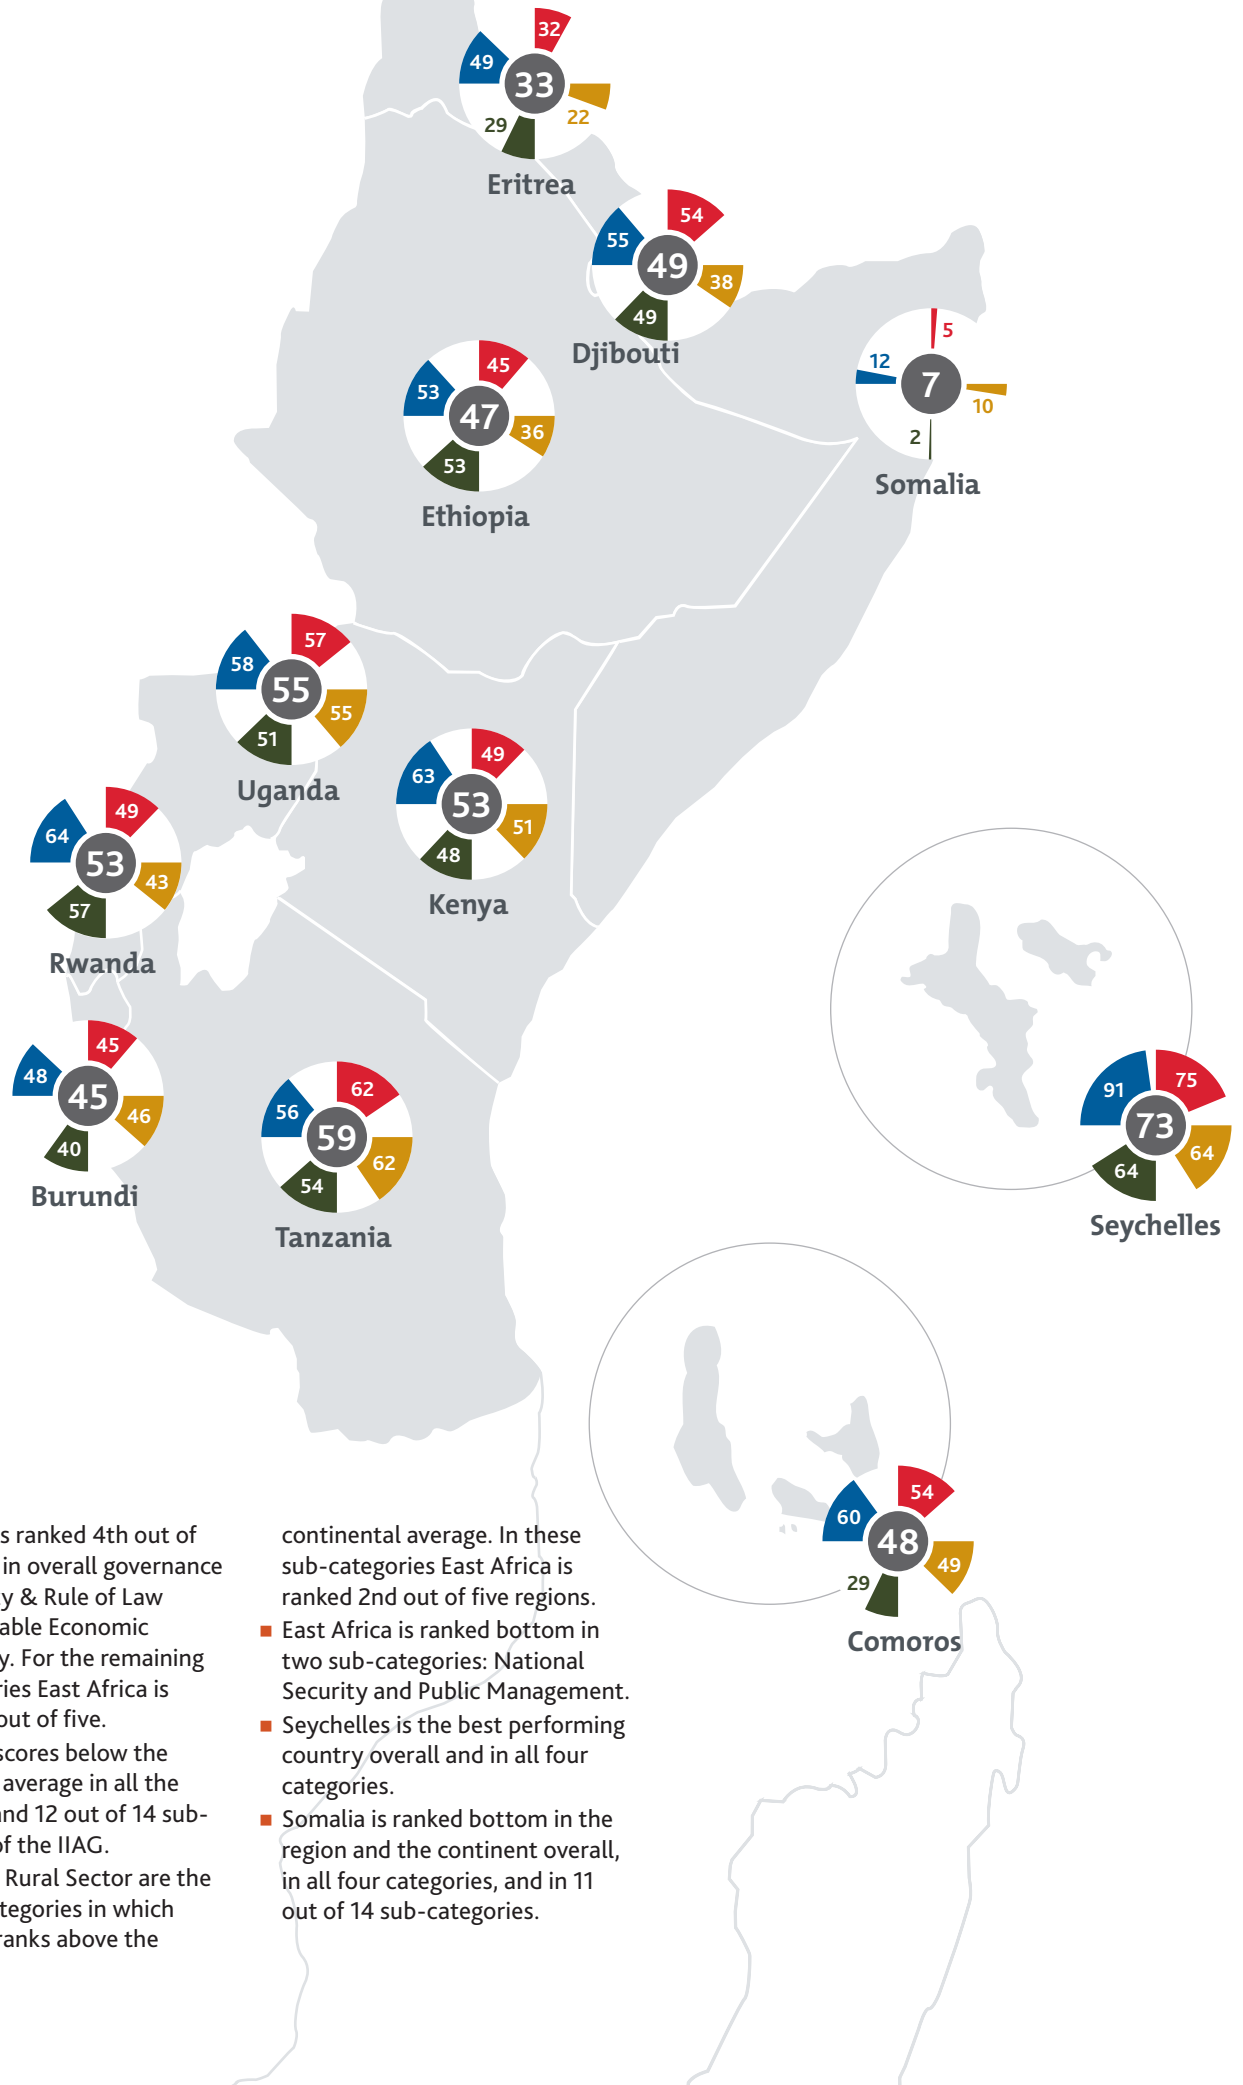 32
49
33
22
29
Eritrea
54
55
49
38
49
Djibouti
5
12
7
10
2
Somalia
45
53
47
36
53
Ethiopia
57
58
55
55
51
Uganda
49
63
53
51
48
Kenya
49
64
53
43
57
Rwanda
45
48
45
46
40
Burundi
62
56
59
62
54
Tanzania
75
91
73
64
64
Seychelles
54
60
48
49
29
Comoros
s ranked 4th out of
in overall governance
y & Rule of Law
able Economic
y. For the remaining
ries East Africa is
out of five.
scores below the
average in all the
nd 12 out of 14 sub-
of the IIAG.
Rural Sector are the
tegories in which
ranks above the
continental average. In these
sub-categories East Africa is
ranked 2nd out of five regions.
■ East Africa is ranked bottom in
two sub-categories: National
Security and Public Management.
■ Seychelles is the best performing
country overall and in all four
categories.
■ Somalia is ranked bottom in the
region and the continent overall,
in all four categories, and in 11
out of 14 sub-categories.